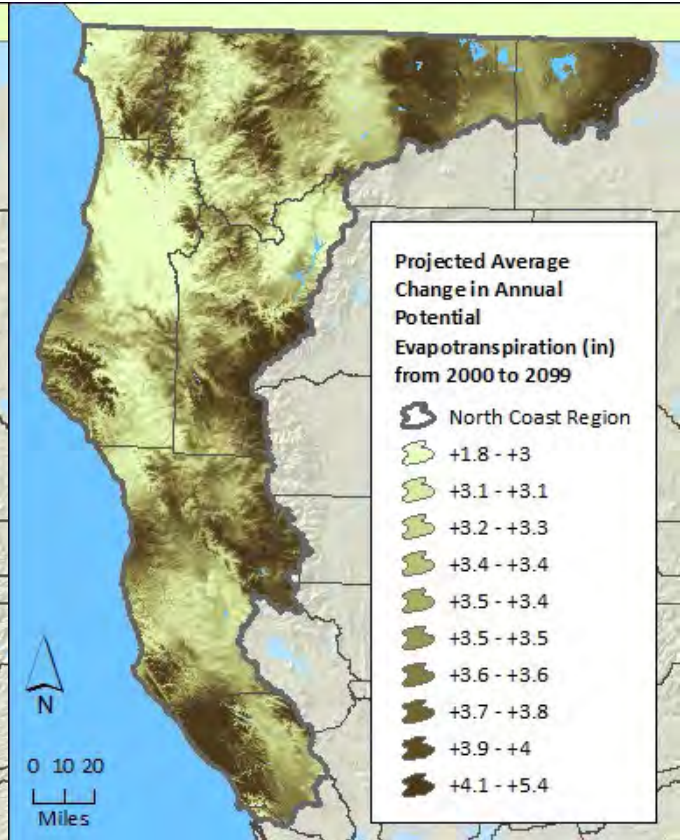 Projected Average
Change in Annual
Potential
Evapotranspiration (in)
from 2000 to 2099
North Coast Region
+1.8 - +3
+3.1 - +3.1
+3.2 - +3.3
+3.4 - +3.4
+3.5 - +3.4
+3.5 - +3.5
+3.6 - +3.6
+3.7 - +3.8
+3.9 - +4
+4.1 - +5.4
N
0 10 20
Miles